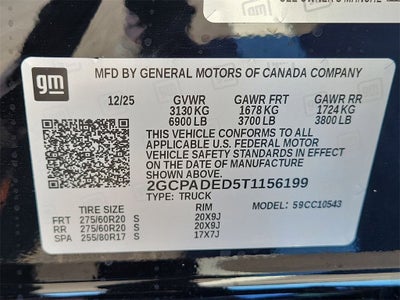 SEE OWNER'S MANUAL
gm
MFD BY GENERAL MOTORS OF CANADA COMPANY
12/25 GVWR GAWR FRT GAWR RR
3130 KG 1678 KG 1724 KG
6900 LB 3700 LB 3800 LB
THIS VEHICLE CONFORMS TO ALL
APPLICABLE U.S. FEDERAL MOTOR
VEHICLE SAFETY STANDARDS IN EFFECT
ON THE DATE OF MANUFACTURE
SHOWN ABOVE.
2GCPADED5T1156199
TYPE: TRUCK MODEL: 59CC10543
TIRE SIZE RIM
FRT 275/60R20 S 20X9J
RR 275/60R20 S 20X9J
SPA 255/80R17 S 17X7J